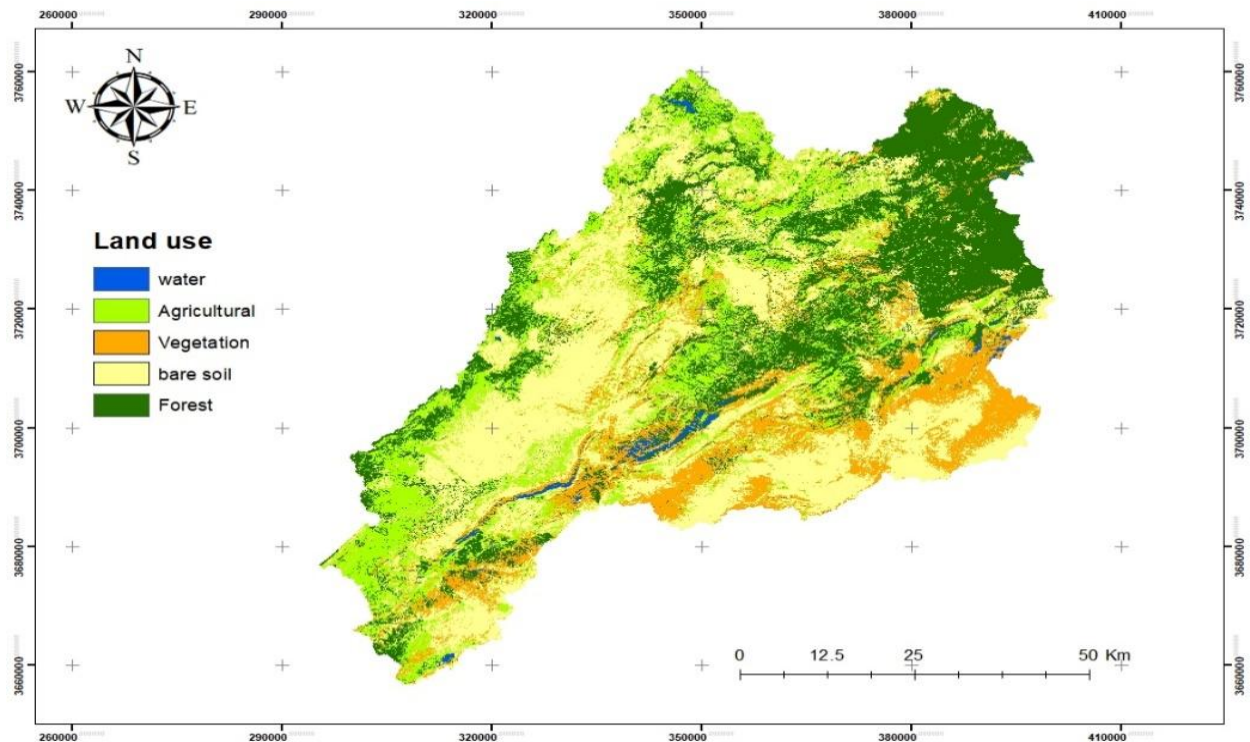 260000 290000 320000 350000 380000 410000
3760000 3760000
N
W E
S
3740000 3740000
Land use
water
Agricultural
Vegetation
bare soil
Forest
3720000 3720000
3700000 3700000
3680000 3680000
0 12.5 25 50 Km
3660000 3660000
260000 290000 320000 350000 380000 410000